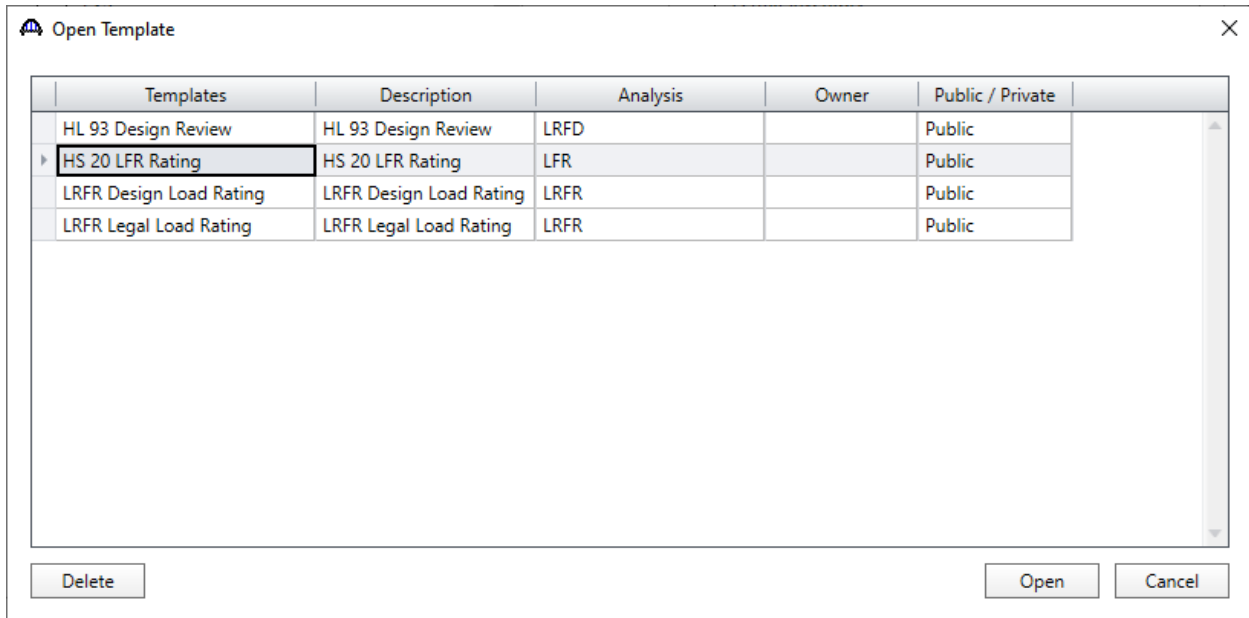 Open Template
Templates Description Analysis Owner Public / Private
HL 93 Design Review HL 93 Design Review LRFD Public
HS 20 LFR Rating HS 20 LFR Rating LFR Public
LRFR Design Load Rating LRFR Design Load Rating LRFR Public
LRFR Legal Load Rating LRFR Legal Load Rating LRFR Public
Delete Open Cancel